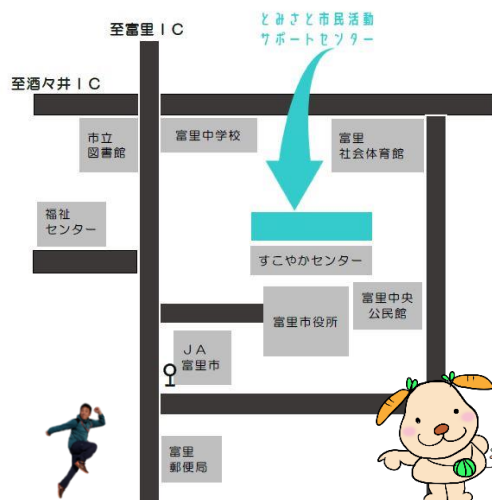 至富里IC
とみさと市民活動
サポートセンター
至酒々井IC
市立
図書館
富里中学校
富里
社会体育館
福祉
センター
すこやかセンター
富里市役所
富里中央
公民館
JA
富里市
富里
郵便局